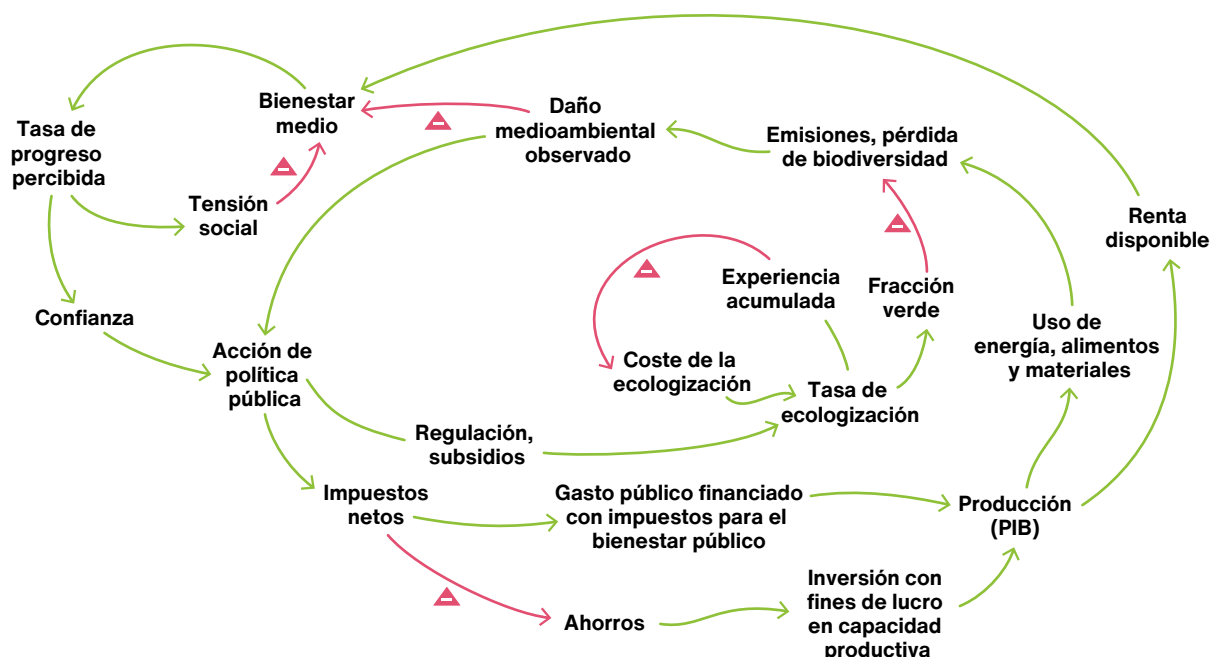 Bienestar
medio
Tasa de
progreso
percibida
Tensión
social
Confianza
Daño
medioambiental
observado
Emisiones, pérdida
de biodiversidad
Renta
disponible
Experiencia
acumulada
Fracción
verde
Uso de
energía, alimentos
y materiales
Acción de
política
pública
Coste de la
ecologización
Tasa de
ecologización
Regulación,
subsidios
Impuestos
netos
Gasto público financiado
con impuestos para el
bienestar público
Producción
(PIB)
Ahorros
Inversión con
fines de lucro
en capacidad
productiva